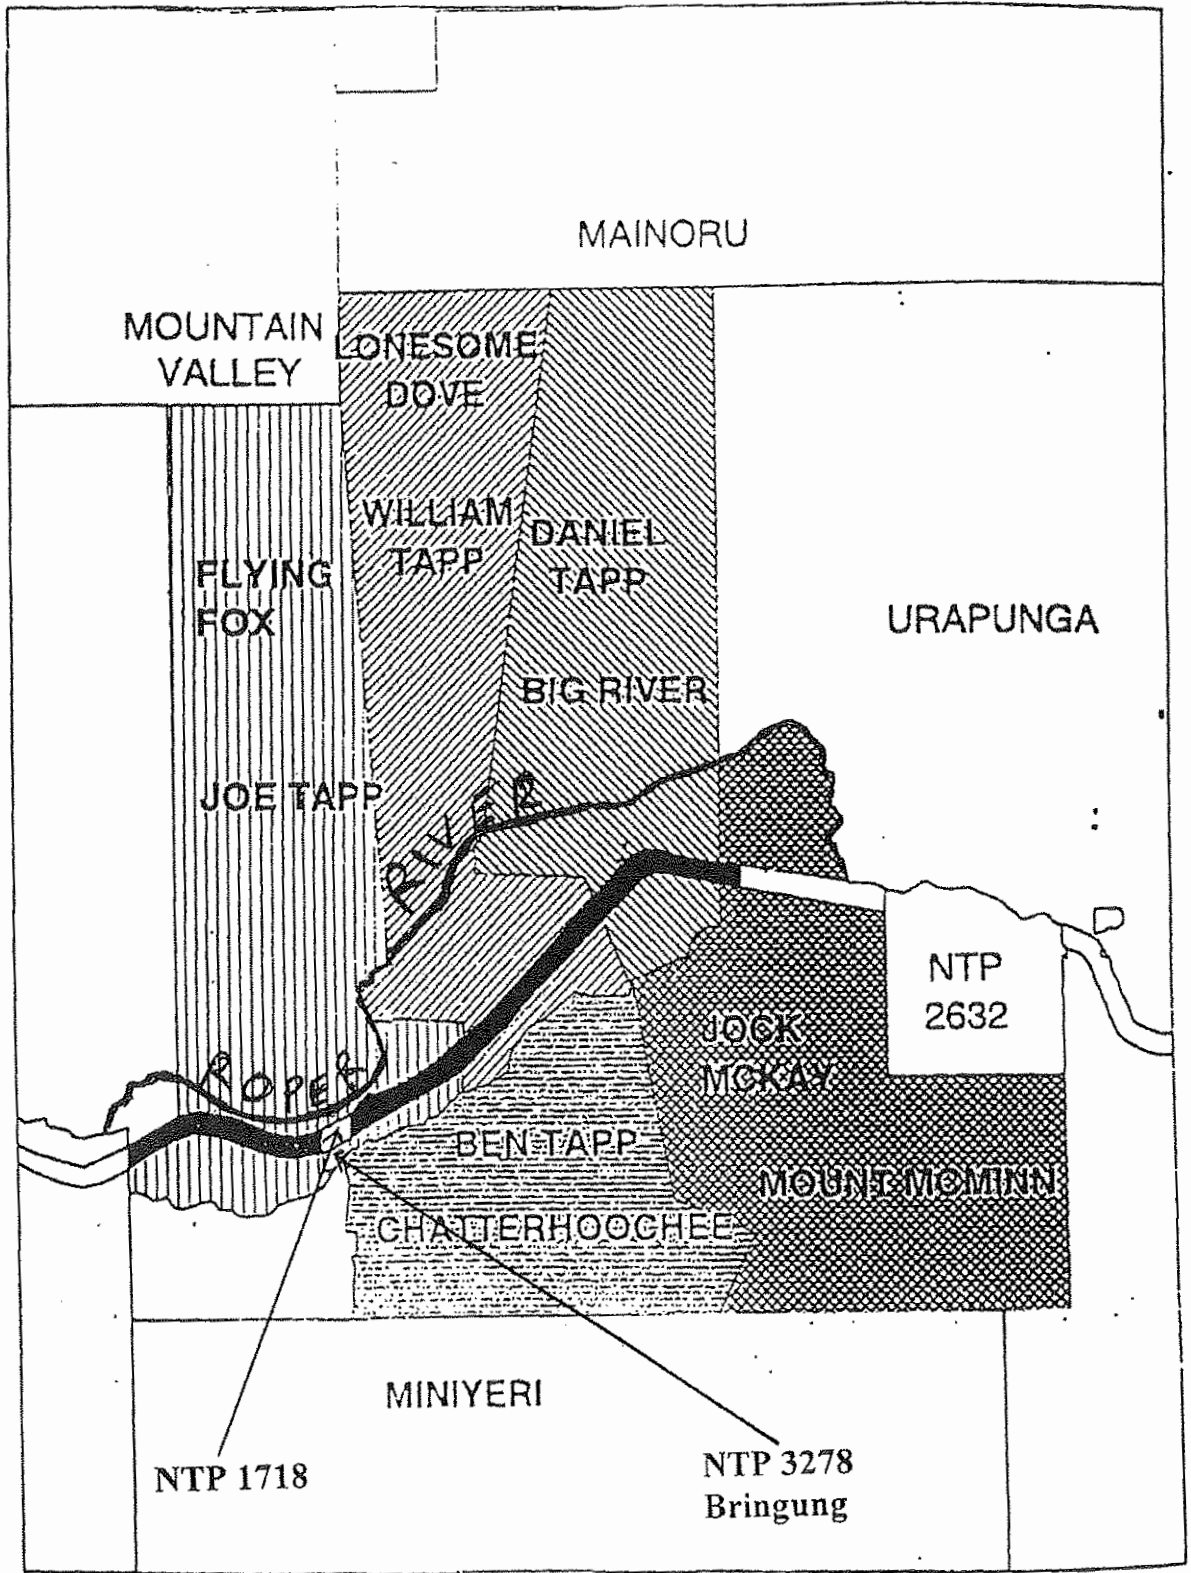 MAINORU
MOUNTAIN
VALLEY
LONESOME
DOVE
WILLIAM
TAPP
DANIEL
TAPP
FLYING
FOX
URAPUNGA
BIG RIVER
JOE TAPP
RIVER
NTP
2632
JOCK
MCKAY
ROPER
BEN TAPP
MOUNT MCMINN
CHATTERHOOCHEE
MINIYERI
NTP 1718
NTP 3278
Bringung